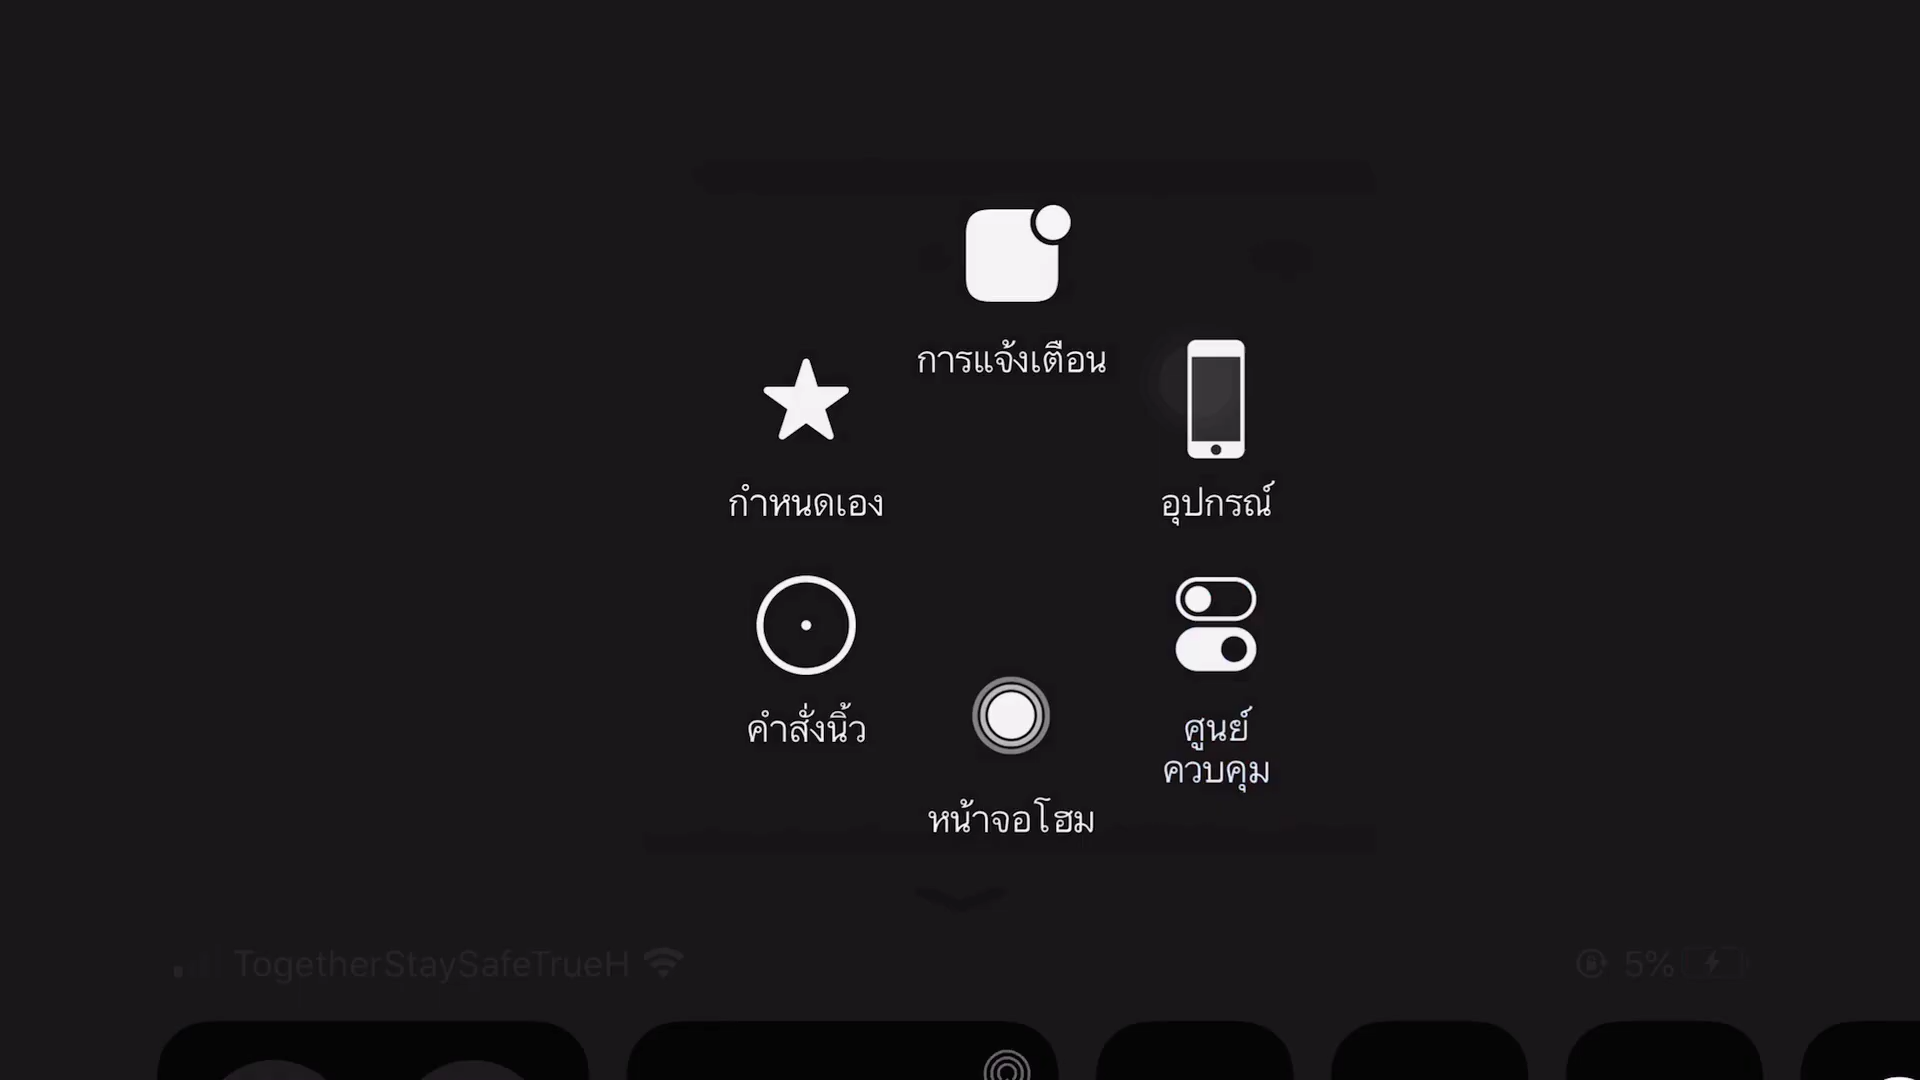 การแจ้งเตือน
กำหนดเอง
อุปกรณ์
คำสั่งนิ้ว
ศูนย์
ควบคุม
หน้าจอโฮม
TogetherStaySafeTrueH
5%